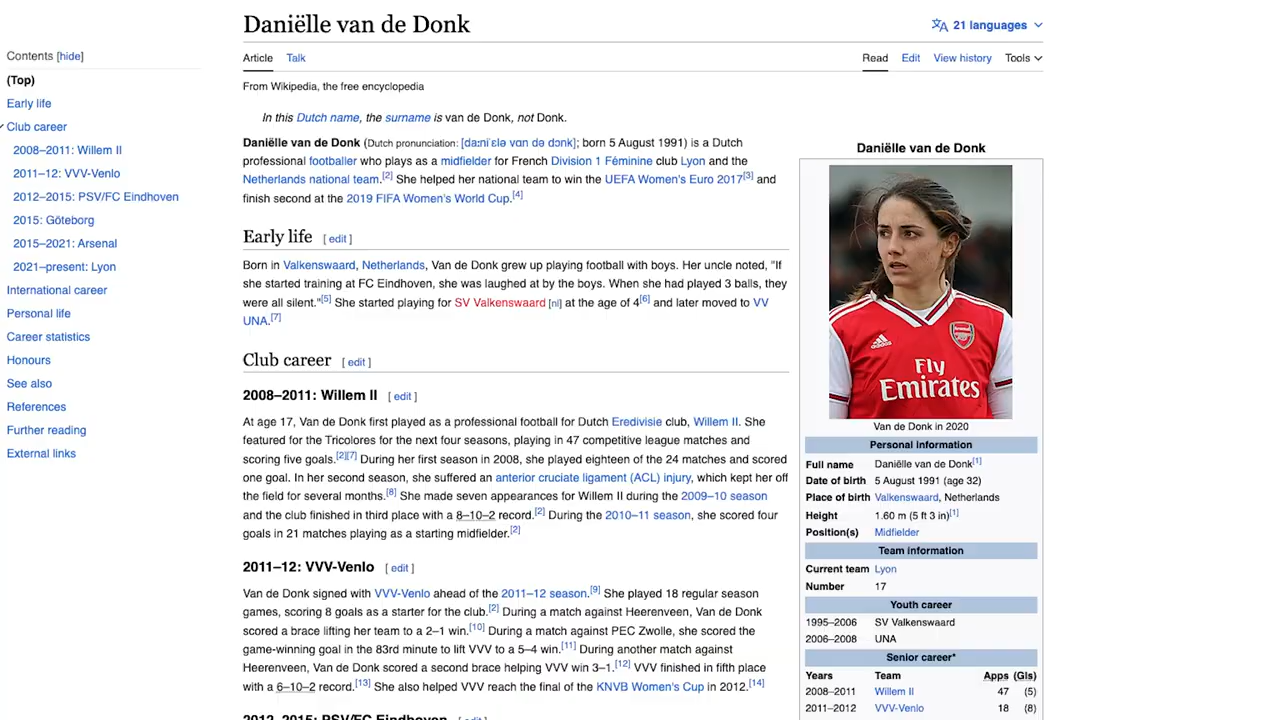 Daniëlle van de Donk
21 languages
Contents [hide]
(Top)
Early life
Club career
2008–2011: Willem II
2011–12: VVV-Venlo
2012–2015: PSV/FC Eindhoven
2015: Göteborg
2015–2021: Arsenal
2021–present: Lyon
International career
Personal life
Career statistics
Honours
See also
References
Further reading
External links
Article Talk
Read Edit View history Tools
From Wikipedia, the free encyclopedia
In this Dutch name, the surname is van de Donk, not Donk.
Daniëlle van de Donk (Dutch pronunciation: [daːniˈɛlə vɑn də dɔŋk]; born 5 August 1991) is a Dutch
professional footballer who plays as a midfielder for French Division 1 Féminine club Lyon and the
Netherlands national team.[2] She helped her national team to win the UEFA Women's Euro 2017[3] and
finish second at the 2019 FIFA Women's World Cup.[4]
Early life [ edit ]
Born in Valkenswaard, Netherlands, Van de Donk grew up playing football with boys. Her uncle noted, "If
she started training at FC Eindhoven, she was laughed at by the boys. When she had played 3 balls, they
were all silent."[5] She started playing for SV Valkenswaard [nl] at the age of 4[6] and later moved to VV
UNA.[7]
Club career [ edit ]
2008–2011: Willem II [ edit ]
At age 17, Van de Donk first played as a professional football for Dutch Eredivisie club, Willem II. She
featured for the Tricolores for the next four seasons, playing in 47 competitive league matches and
scoring five goals.[2][7] During her first season in 2008, she played eighteen of the 24 matches and scored
one goal. In her second season, she suffered an anterior cruciate ligament (ACL) injury, which kept her off
the field for several months.[8] She made seven appearances for Willem II during the 2009–10 season
and the club finished in third place with a 8–10–2 record.[2] During the 2010–11 season, she scored four
goals in 21 matches playing as a starting midfielder.[2]
2011–12: VVV-Venlo [ edit ]
Van de Donk signed with VVV-Venlo ahead of the 2011–12 season.[9] She played 18 regular season
games, scoring 8 goals as a starter for the club.[2] During a match against Heerenveen, Van de Donk
scored a brace lifting her team to a 2–1 win.[10] During a match against PEC Zwolle, she scored the
game-winning goal in the 83rd minute to lift VVV to a 5–4 win.[11] During another match against
Heerenveen, Van de Donk scored a second brace helping VVV win 3–1.[12] VVV finished in fifth place
with a 6–10–2 record.[13] She also helped VVV reach the final of the KNVB Women's Cup in 2012.[14]
2012–2015: PSV/FC Eindhoven [ edit ]
Daniëlle van de Donk
Fly
Emirates
Van de Donk in 2020
Personal information
Full name Daniëlle van de Donk[1]
Date of birth 5 August 1991 (age 32)
Place of birth Valkenswaard, Netherlands
Height 1.60 m (5 ft 3 in)[1]
Position(s) Midfielder
Team information
Current team Lyon
Number 17
Youth career
1995–2006 SV Valkenswaard
2006–2008 UNA
Senior career*
Years Team Apps (Gls)
2008–2011 Willem II 47 (5)
2011–2012 VVV-Venlo 18 (8)